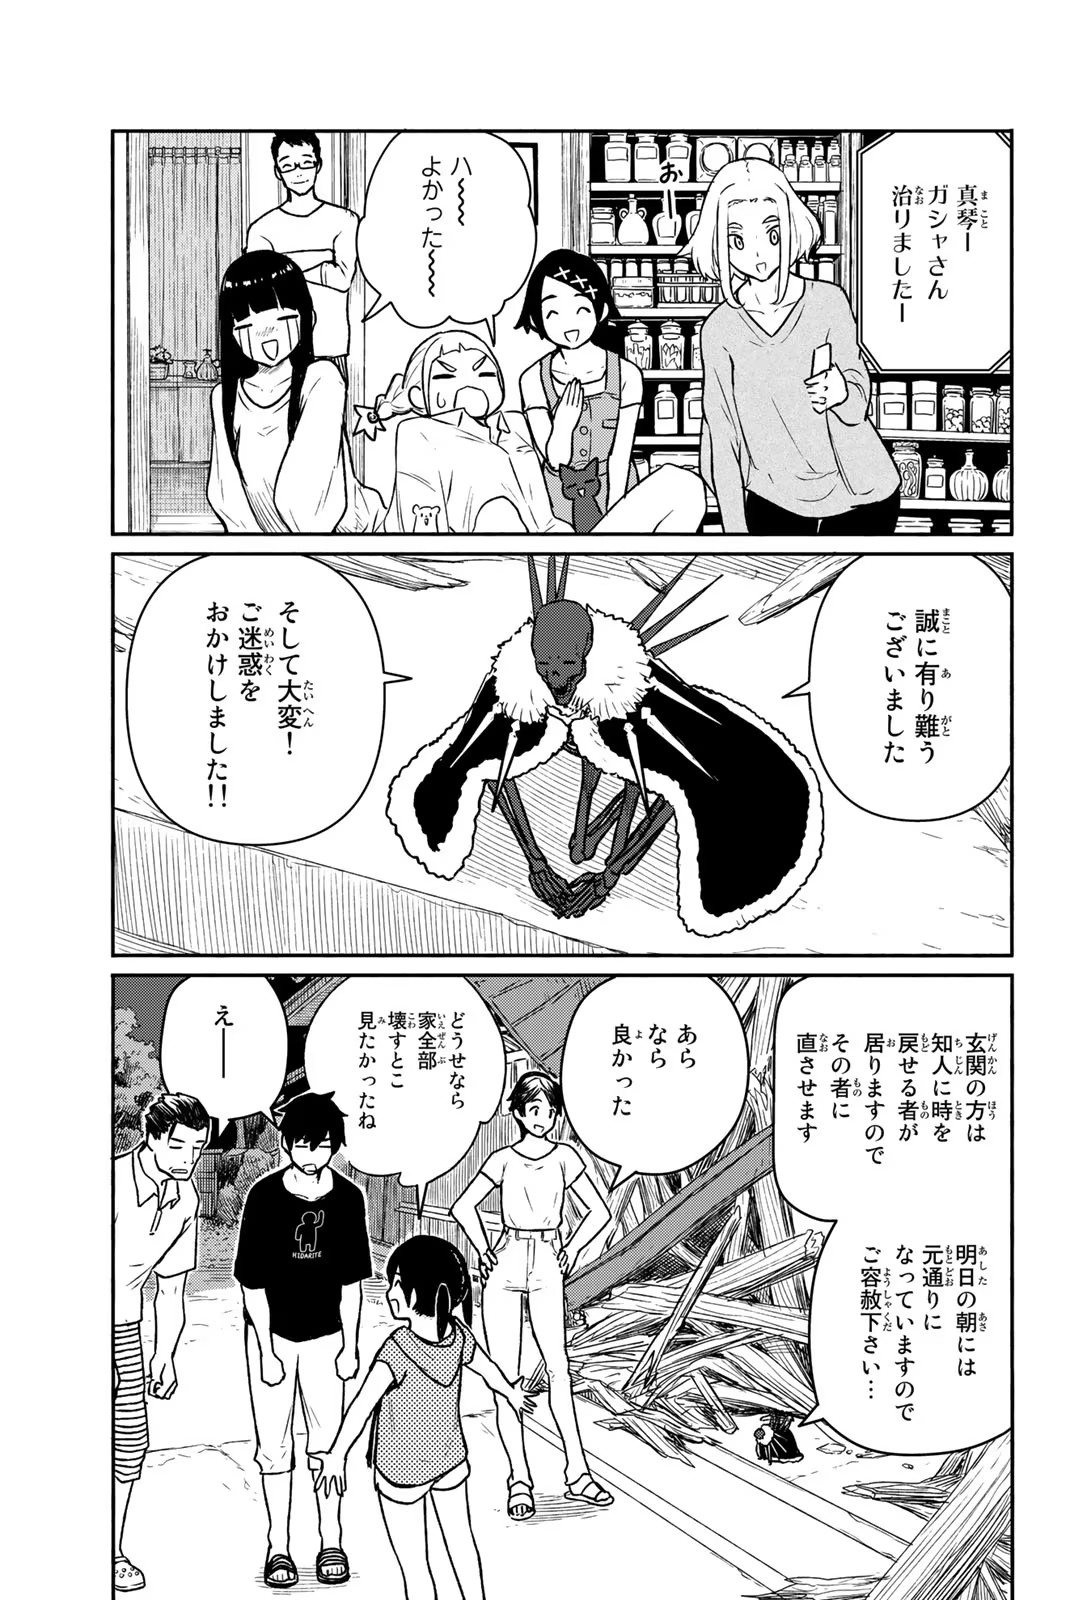 真琴ー
ガシャさん
治りましたー
お
ハ〜〜
よかった〜〜
誠に有り難う
ございました
そして大変！
ご迷惑を
おかけしました!!
玄関の方は
知人に時を
戻せる者が
居りますので
その者に
直させます
明日の朝には
元通りに
なっていますので
ご容赦下さい…
あら
なら
良かった
どうせなら
家全部
壊すとこ
見たかったね
えー
HIDARITE